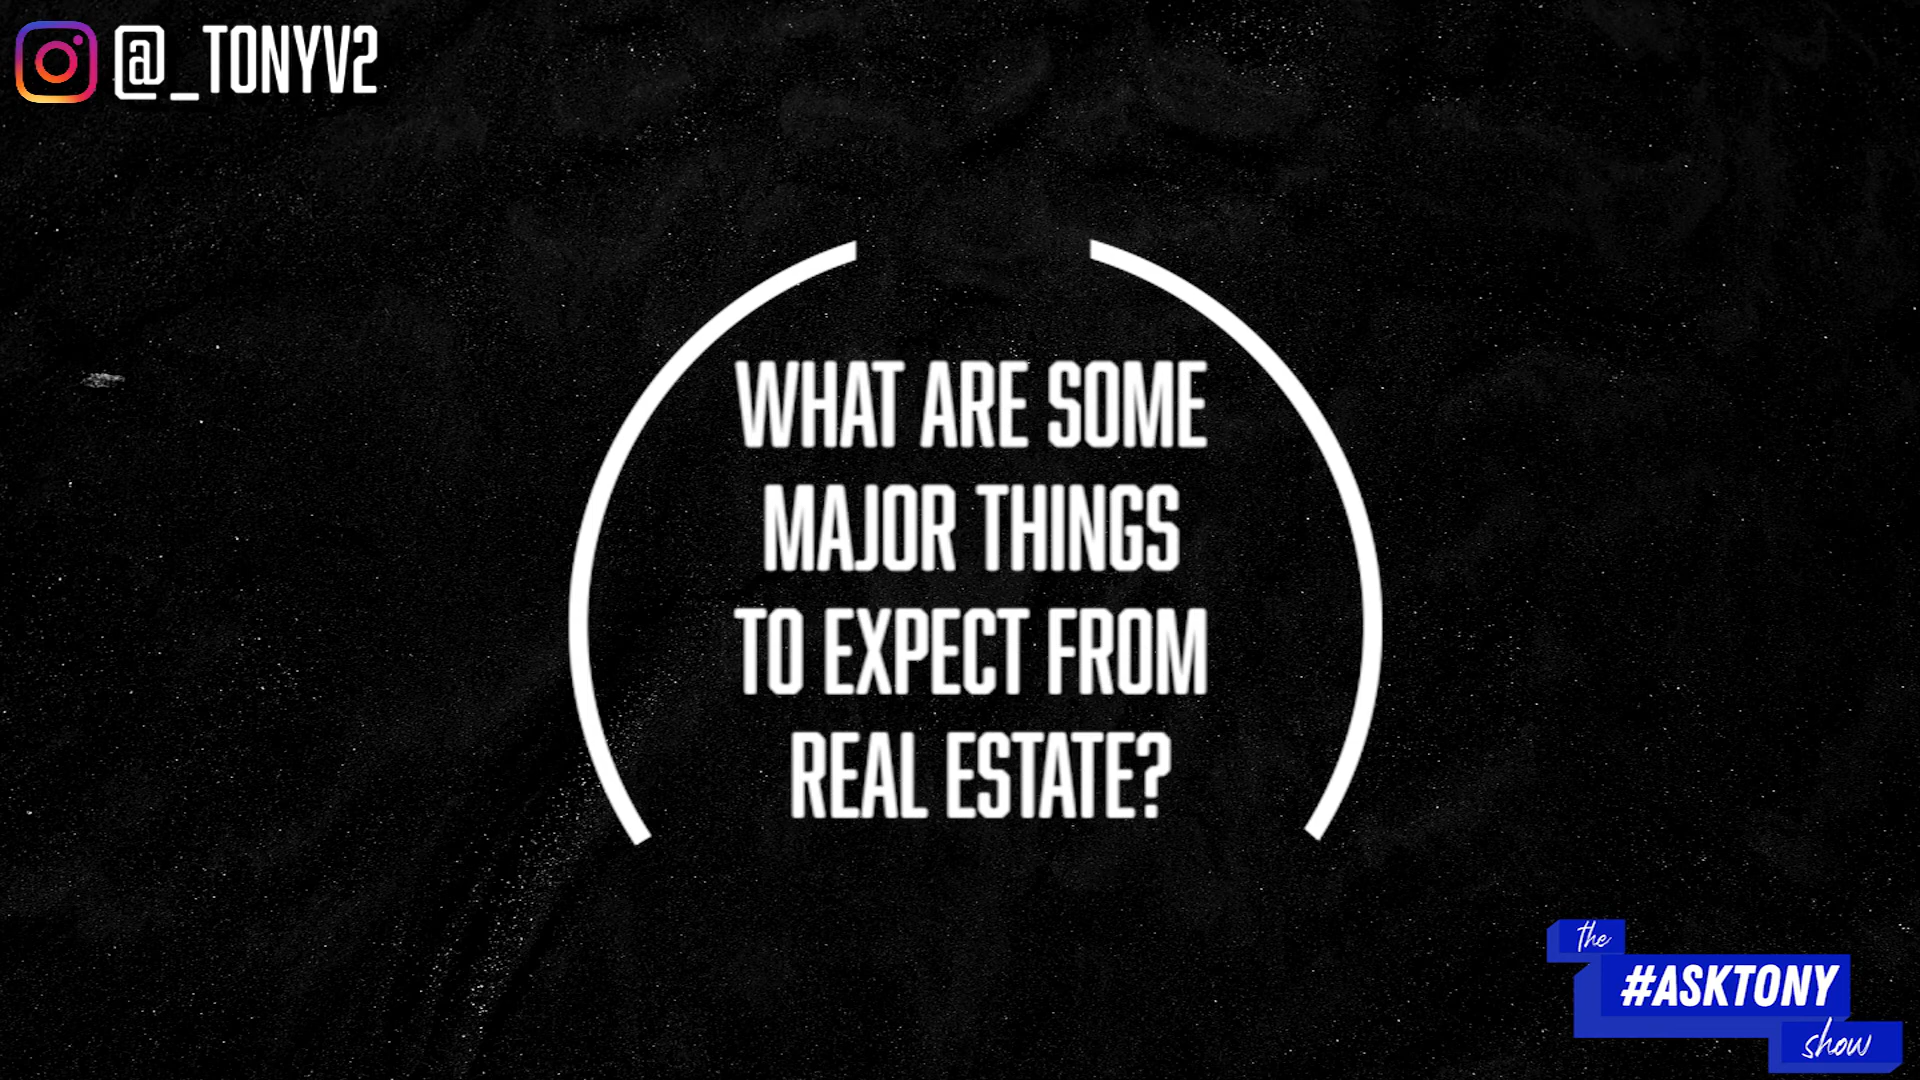 @_TONYV2
WHAT ARE SOME
MAJOR THINGS
TO EXPECT FROM
REAL ESTATE?
the
#ASKTONY
show